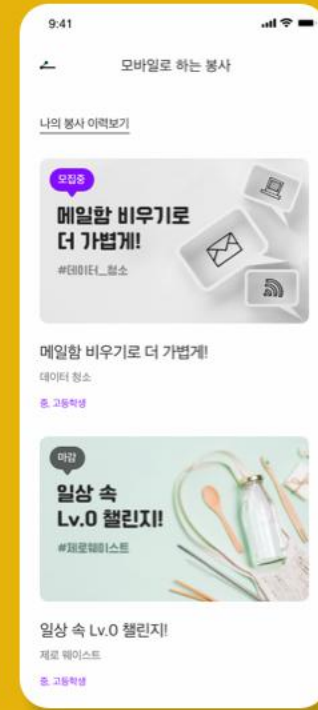 9:41
모바일로 하는 봉사
나의 봉사 이력보기
모집중
메일함 비우기로
더 가볍게!
#데이터_청소
메일함 비우기로 더 가볍게!
데이터 청소
중, 고등학생
마감
일상 속
Lv.0 챌린지!
#제로웨이스트
일상 속 Lv.0 챌린지!
제로 웨이스트
중, 고등학생